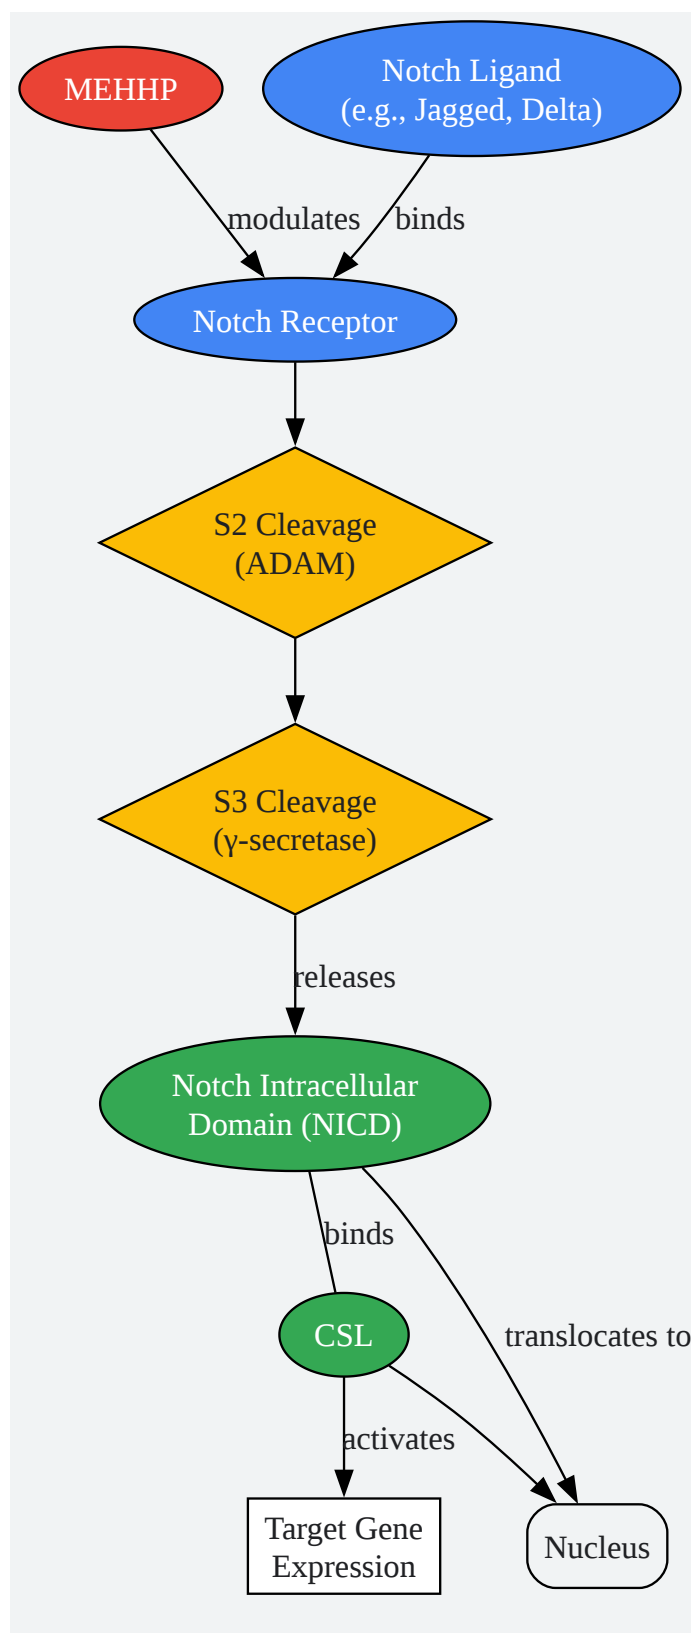 MEHHP
Notch Ligand
(e.g., Jagged, Delta)
modulates
binds
Notch Receptor
S2 Cleavage
(ADAM)
S3 Cleavage
(γ-secretase)
releases
Notch Intracellular
Domain (NICD)
binds
CSL
translocates to
activates
Target Gene
Expression
Nucleus